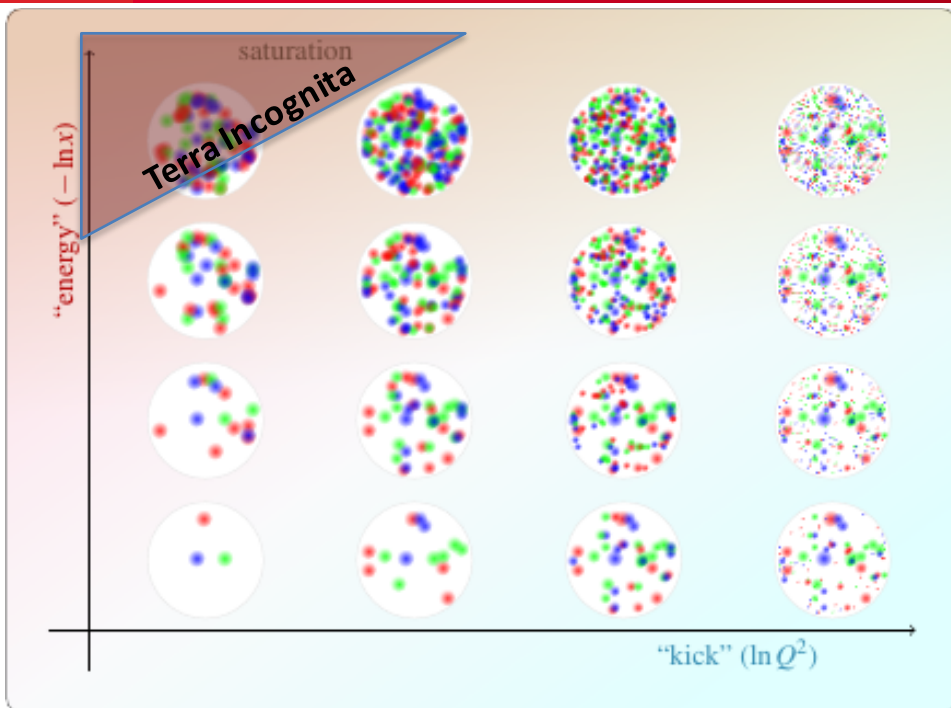 saturation
Terra Incognita
“energy” (− ln x)
“kick” (ln Q²)